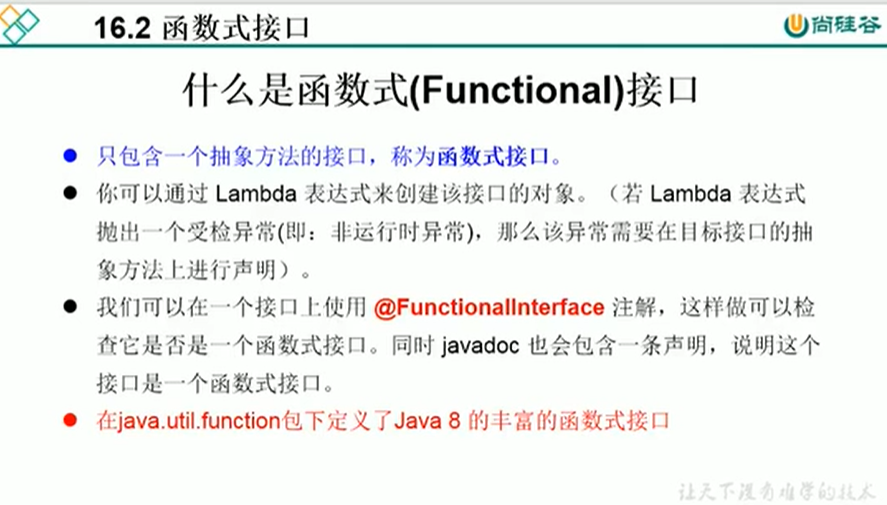 16.2 函数式接口
尚硅谷
什么是函数式(Functional)接口
只包含一个抽象方法的接口，称为函数式接口。
你可以通过 Lambda 表达式来创建该接口的对象。（若 Lambda 表达式
抛出一个受检异常(即：非运行时异常)，那么该异常需要在目标接口的抽
象方法上进行声明）。
我们可以在一个接口上使用 @FunctionalInterface 注解，这样做可以检
查它是否是一个函数式接口。同时 javadoc 也会包含一条声明，说明这个
接口是一个函数式接口。
在java.util.function包下定义了Java 8 的丰富的函数式接口
让天下没有难学的技术